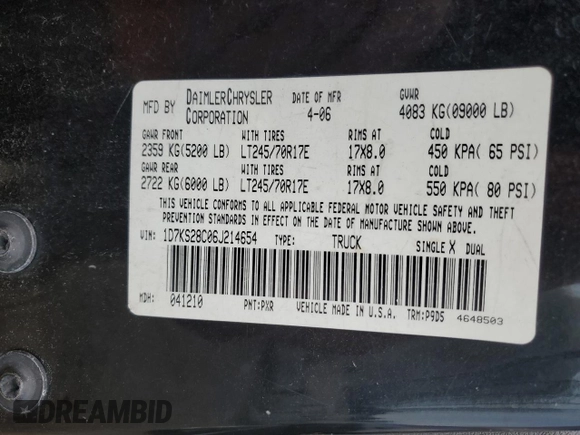 MFD BY DAIMLERCHRYSLER CORPORATION DATE OF MFR 4-06 GVWR 4083 KG(09000 LB)
GAWR FRONT WITH TIRES RIMS AT COLD
2359 KG(5200 LB) LT245/70R17E 17X8.0 450 KPA( 65 PSI)
GAWR REAR WITH TIRES RIMS AT COLD
2722 KG(6000 LB) LT245/70R17E 17X8.0 550 KPA( 80 PSI)
THIS VEHICLE CONFORMS TO ALL APPLICABLE FEDERAL MOTOR VEHICLE SAFETY AND THEFT
PREVENTION STANDARDS IN EFFECT ON THE DATE OF MANUFACTURE SHOWN ABOVE.
VIN: 1D7KS28C06J214654 TYPE: TRUCK SINGLE X DUAL
MDH: 041210 PNT:PXR VEHICLE MADE IN U.S.A. TRM:P9D5 4648503
DREAMBID